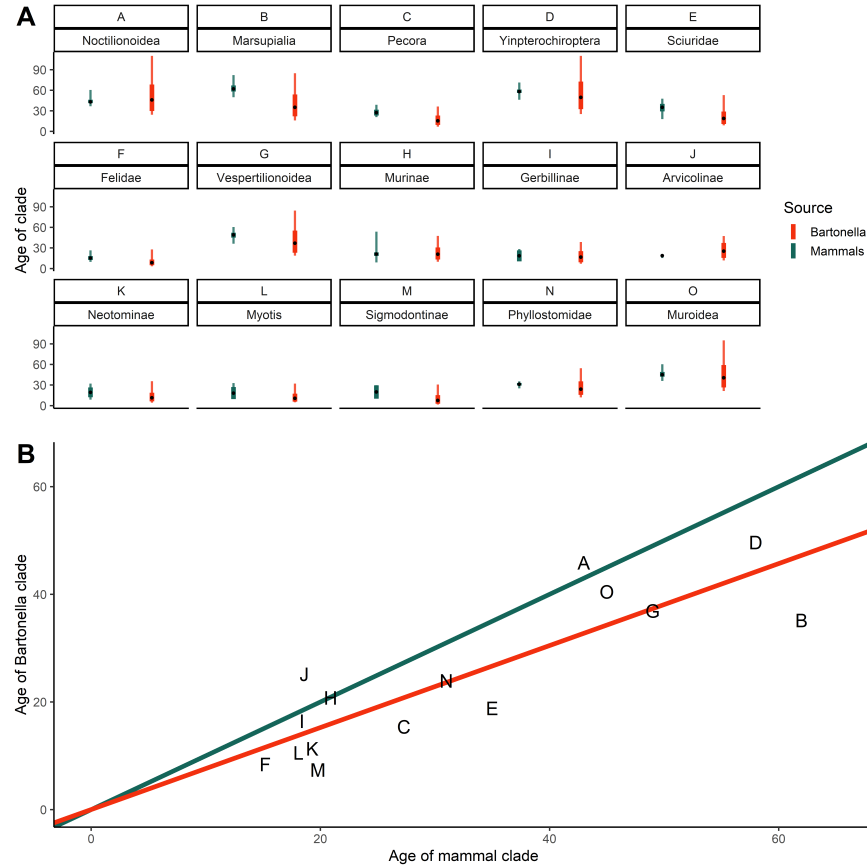 A
A B C D E
Noctilionoidea Marsupialia Pecora Yinpterochiroptera Sciuridae
90
60
30
0
F G H I J
Felidae Vespertilionoidea Murinae Gerbillinae Arvicolinae
90
60
30
0
K L M N O
Neotominae Myotis Sigmodontinae Phyllostomidae Muroidea
90
60
30
0
Age of clade
Source
Bartonella
Mammals
B
60
40
20
0
Age of Bartonella clade
A
D
O
G
B
J
H
N
I
E
C
K
L
F
M
0 20 40 60
Age of mammal clade